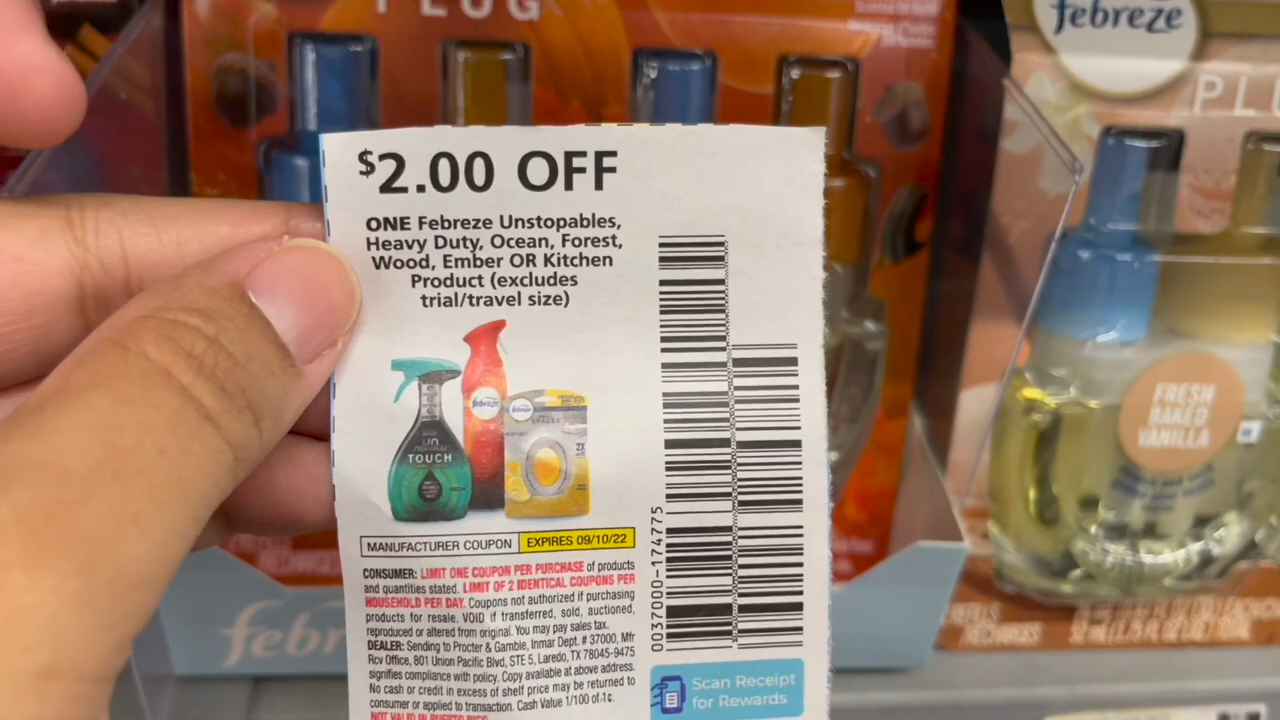 PLUG
febreze
PLU
$2.00 OFF
ONE Febreze Unstopables,
Heavy Duty, Ocean, Forest,
Wood, Ember OR Kitchen
Product (excludes
trial/travel size)
febreze
TOUCH
2X
FRESH
BAKED
VANILLA
MANUFACTURER COUPON
EXPIRES 09/10/22
CONSUMER: LIMIT ONE COUPON PER PURCHASE of products
and quantities stated. LIMIT OF 2 IDENTICAL COUPONS PER
HOUSEHOLD PER DAY. Coupons not authorized if purchasing
products for resale. VOID if transferred, sold, auctioned,
reproduced or altered from original. You may pay sales tax.
DEALER: Sending to Procter & Gamble, Inmar Dept. # 37000, Mfr
Rcv Office, 801 Union Pacific Blvd, STE 5, Laredo, TX 78045-9475
signifies compliance with policy. Copy available at above address.
No cash or credit in excess of shelf price may be returned to
consumer or applied to transaction. Cash Value 1/100 of 1¢.
NOT VALID IN PUERTO RICO
0037000-174775
Scan Receipt
for Rewards
febre